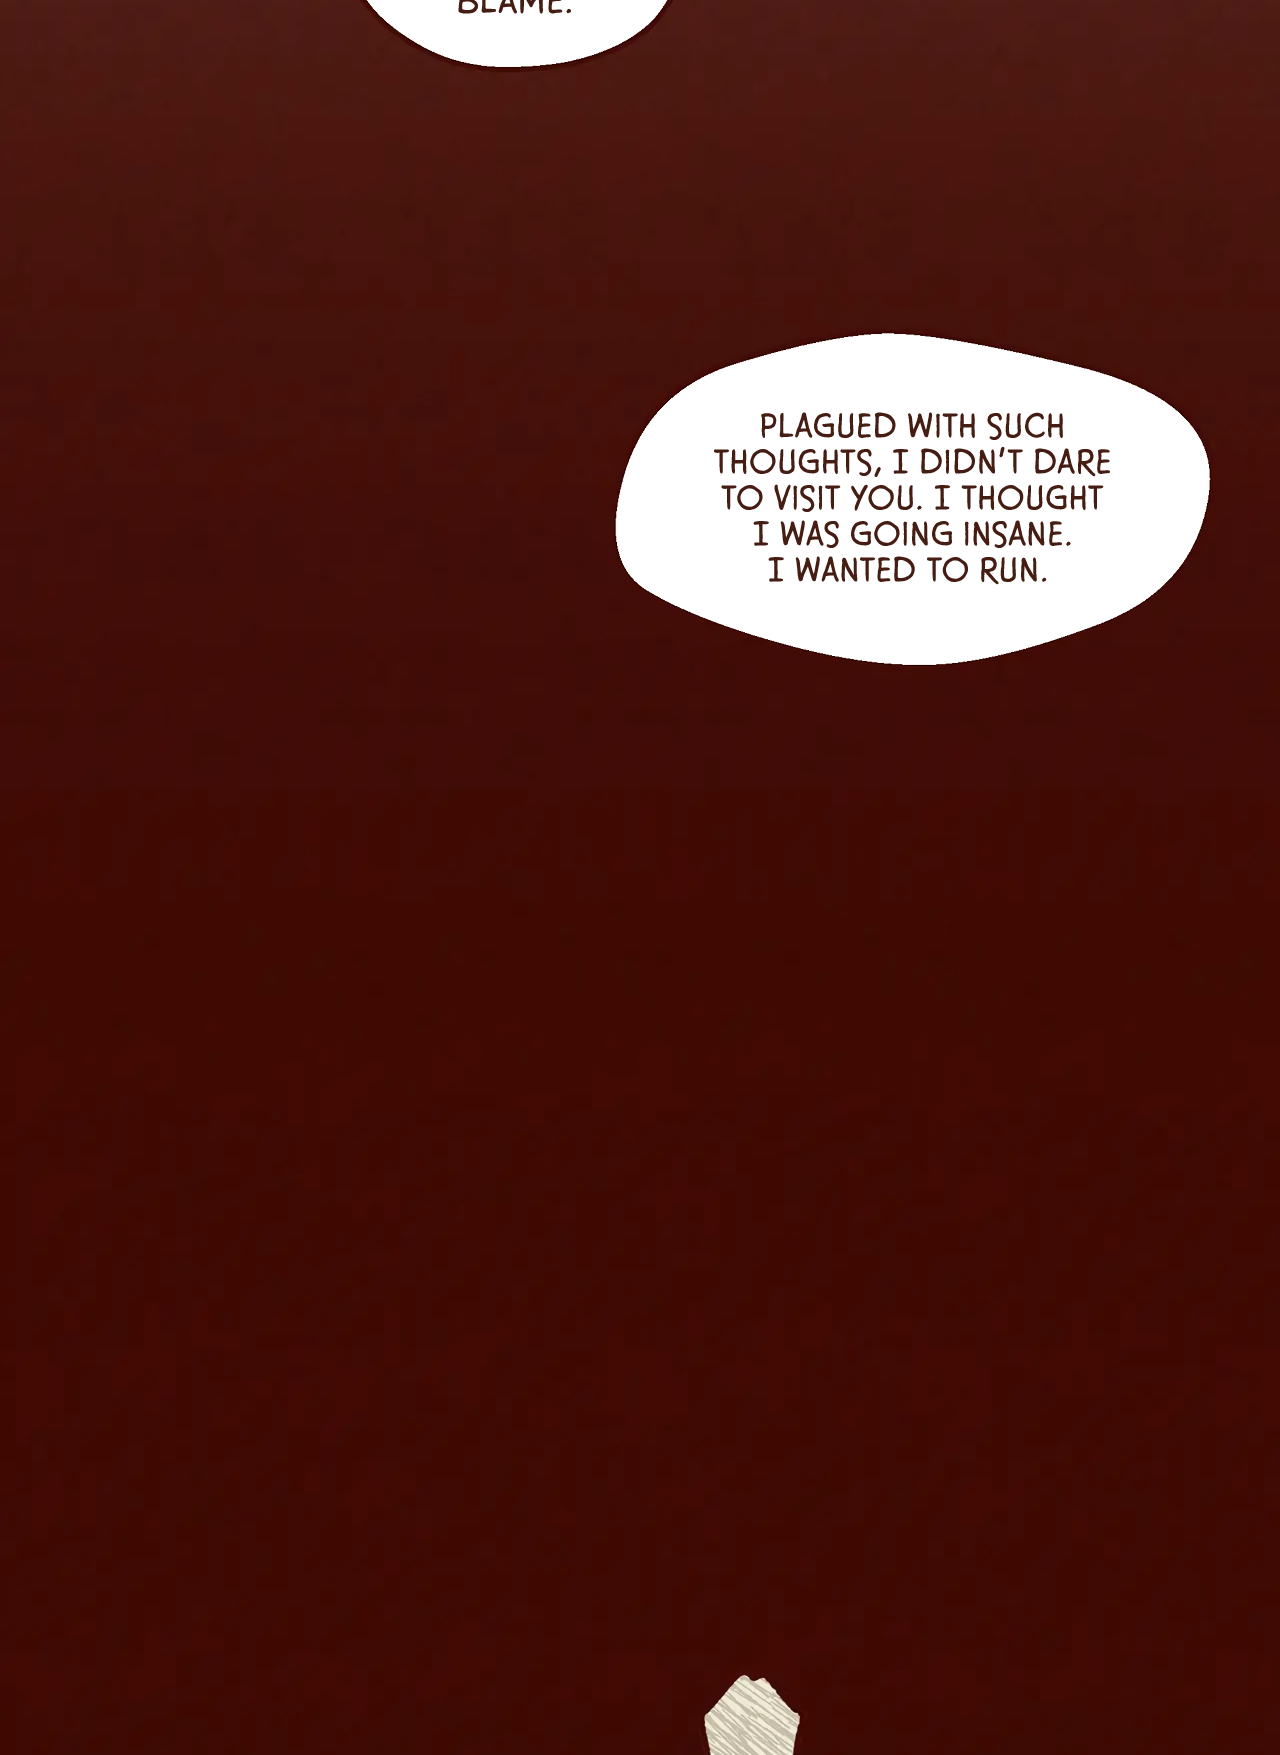 BLAME.
PLAGUED WITH SUCH
THOUGHTS, I DIDN'T DARE
TO VISIT YOU. I THOUGHT
I WAS GOING INSANE.
I WANTED TO RUN.